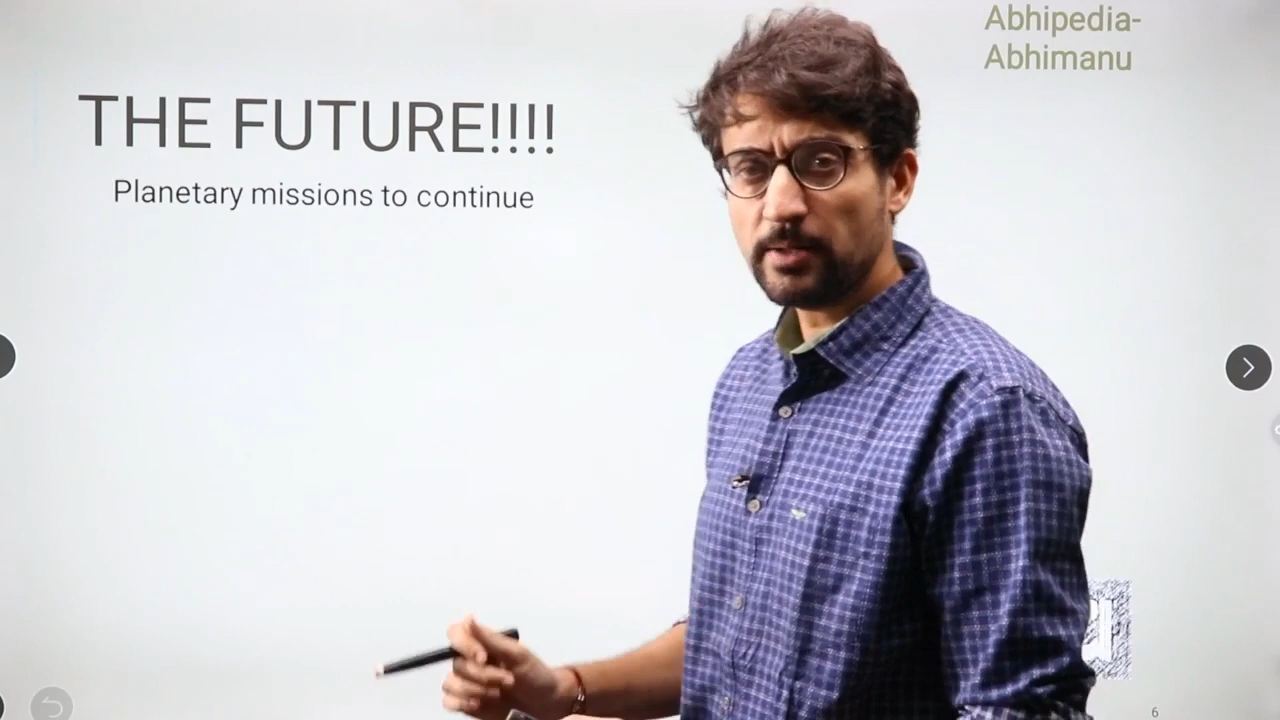 Abhipedia-
Abhimanu
THE FUTURE!!!!
Planetary missions to continue
6